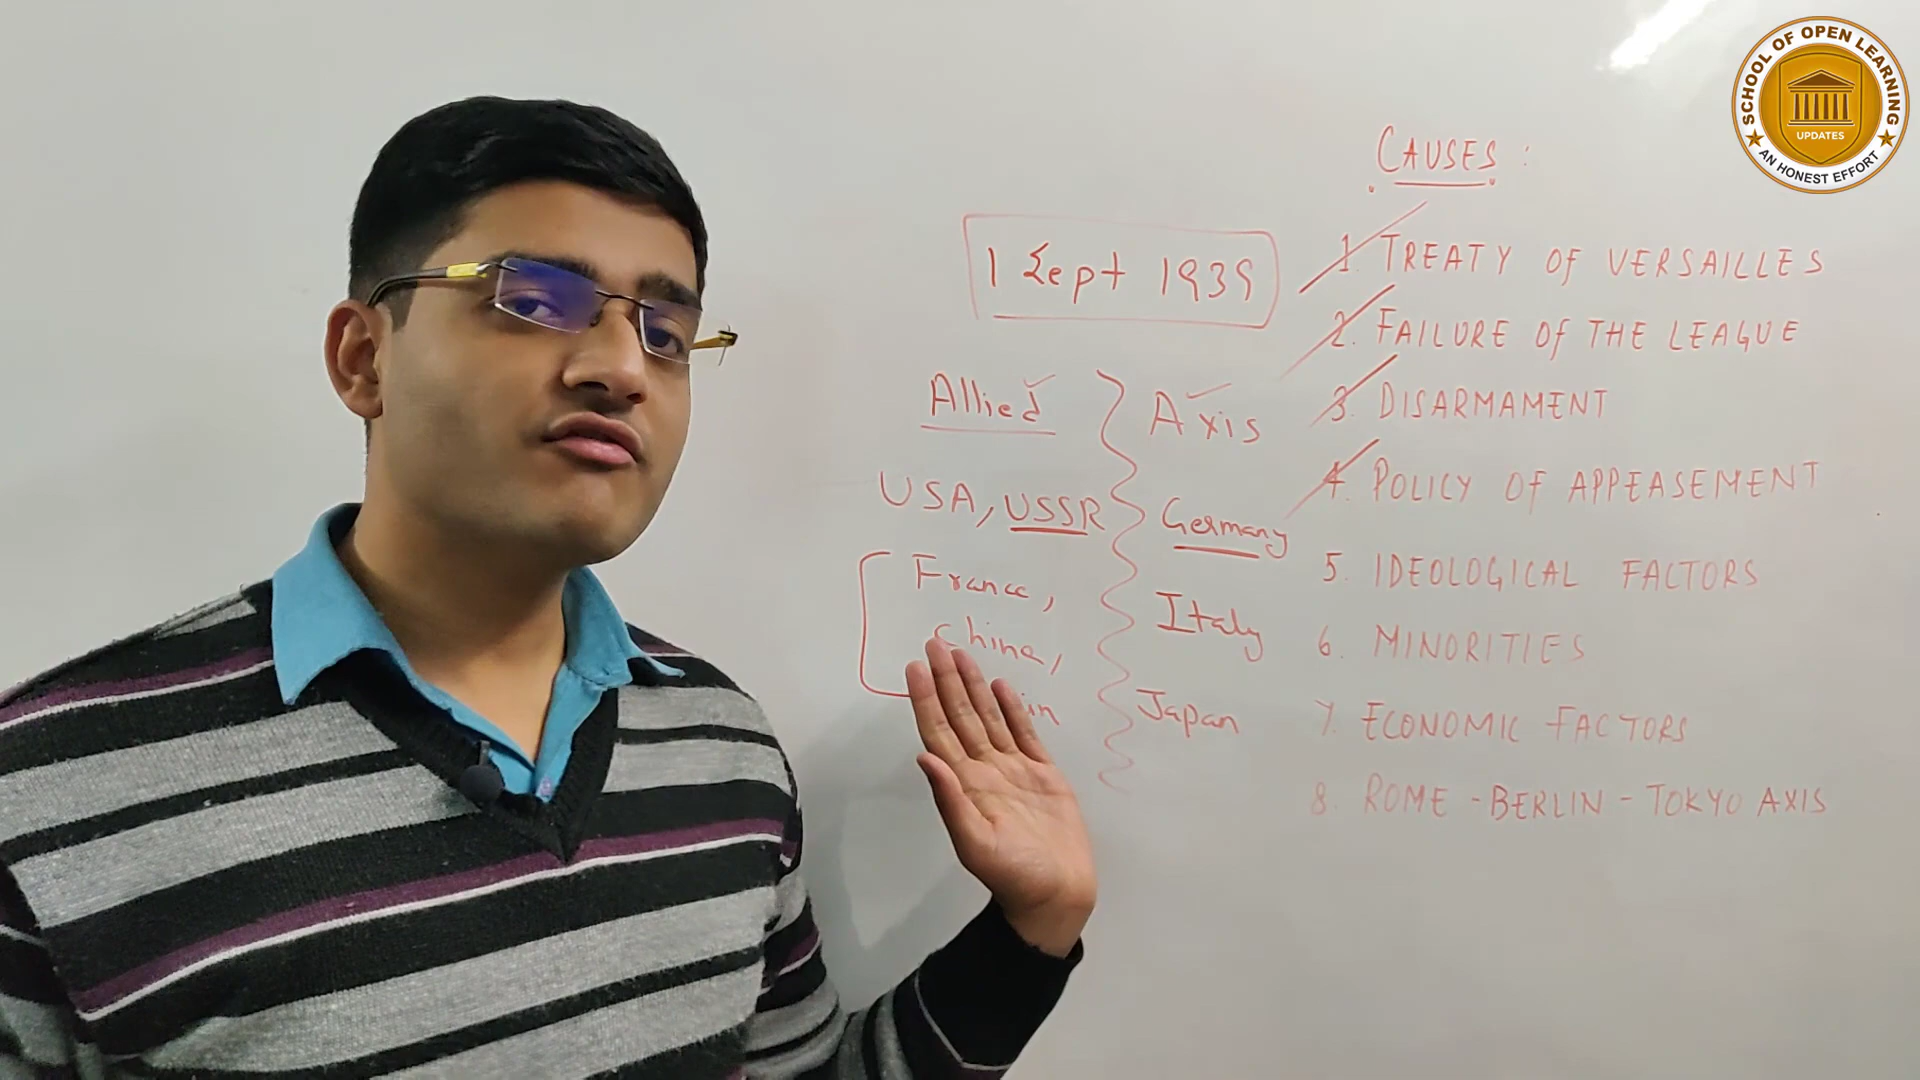 SCHOOL OF OPEN LEARNING
UPDATES
AN HONEST EFFORT
CAUSES :
1 Sept 1939
Allied
USA, USSR
France,
China,
in
Axis
Germany
Italy
Japan
1. TREATY OF VERSAILLES
2. FAILURE OF THE LEAGUE
3. DISARMAMENT
4. POLICY OF APPEASEMENT
5. IDEOLOGICAL FACTORS
6. MINORITIES
7. ECONOMIC FACTORS
8. ROME - BERLIN - TOKYO AXIS